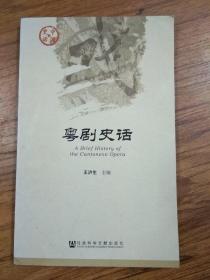 粤剧史话
A Brief History of
the Cantonese Opera
主编
社会科学文献出版社